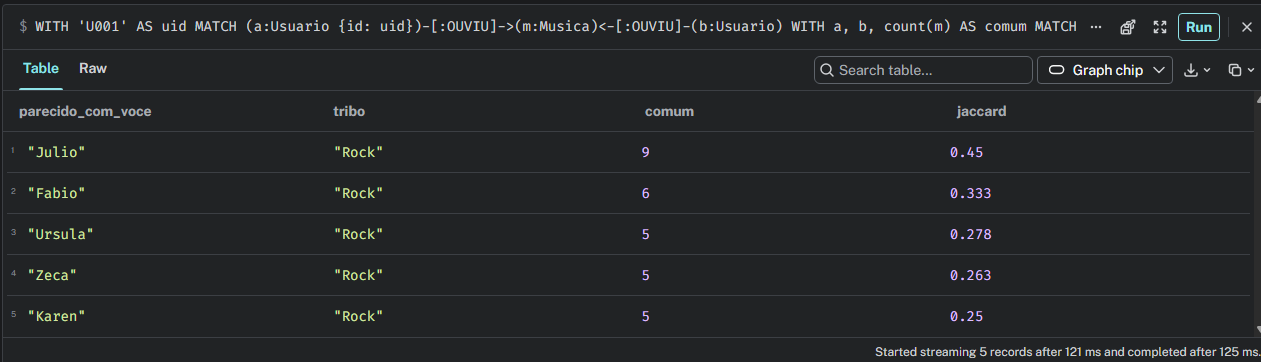 $ WITH 'U001' AS uid MATCH (a:Usuario {id: uid})-[:OUVIU]->(m:Musica)<-[:OUVIU]-(b:Usuario) WITH a, b, count(m) AS comum MATCH ... Run
Table Raw Search table... Graph chip
parecido_com_voce tribo comum jaccard
1 "Julio" "Rock" 9 0.45
2 "Fabio" "Rock" 6 0.333
3 "Ursula" "Rock" 5 0.278
4 "Zeca" "Rock" 5 0.263
5 "Karen" "Rock" 5 0.25
Started streaming 5 records after 121 ms and completed after 125 ms.